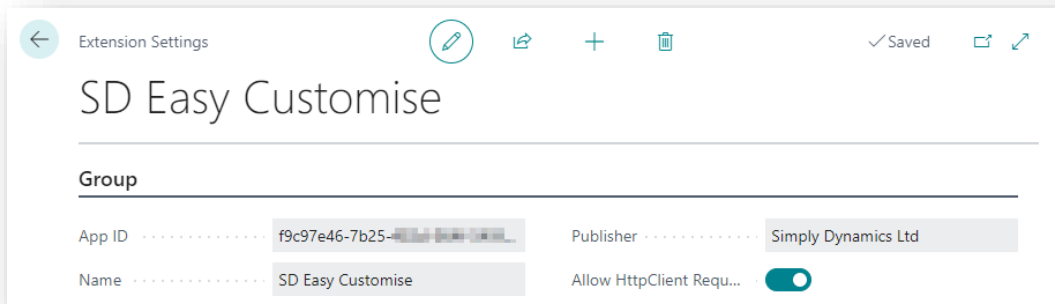 Extension Settings
Saved
SD Easy Customise
Group
App ID f9c97e46-7b25-
Publisher Simply Dynamics Ltd
Name SD Easy Customise
Allow HttpClient Requ...